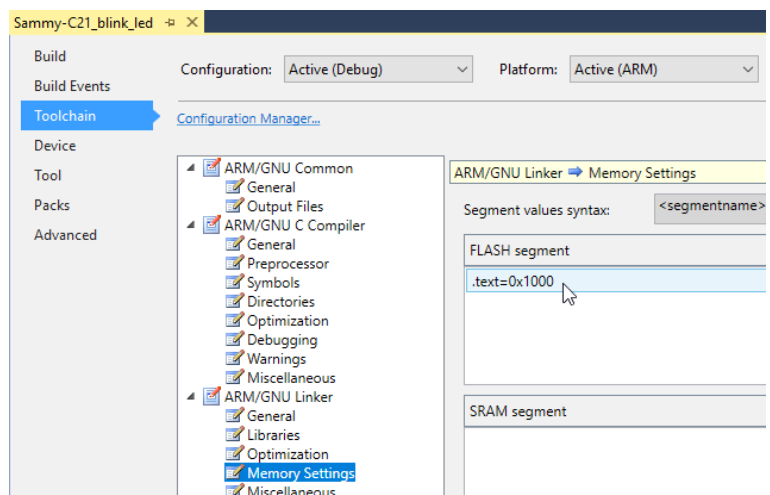 Sammy-C21_blink_led
Build
Build Events
Toolchain
Device
Tool
Packs
Advanced
Configuration: Active (Debug) Platform: Active (ARM)
Configuration Manager...
ARM/GNU Common
General
Output Files
ARM/GNU C Compiler
General
Preprocessor
Symbols
Directories
Optimization
Debugging
Warnings
Miscellaneous
ARM/GNU Linker
General
Libraries
Optimization
Memory Settings
Miscellaneous
ARM/GNU Linker ➡ Memory Settings
Segment values syntax: <segmentname>
FLASH segment
.text=0x1000
SRAM segment